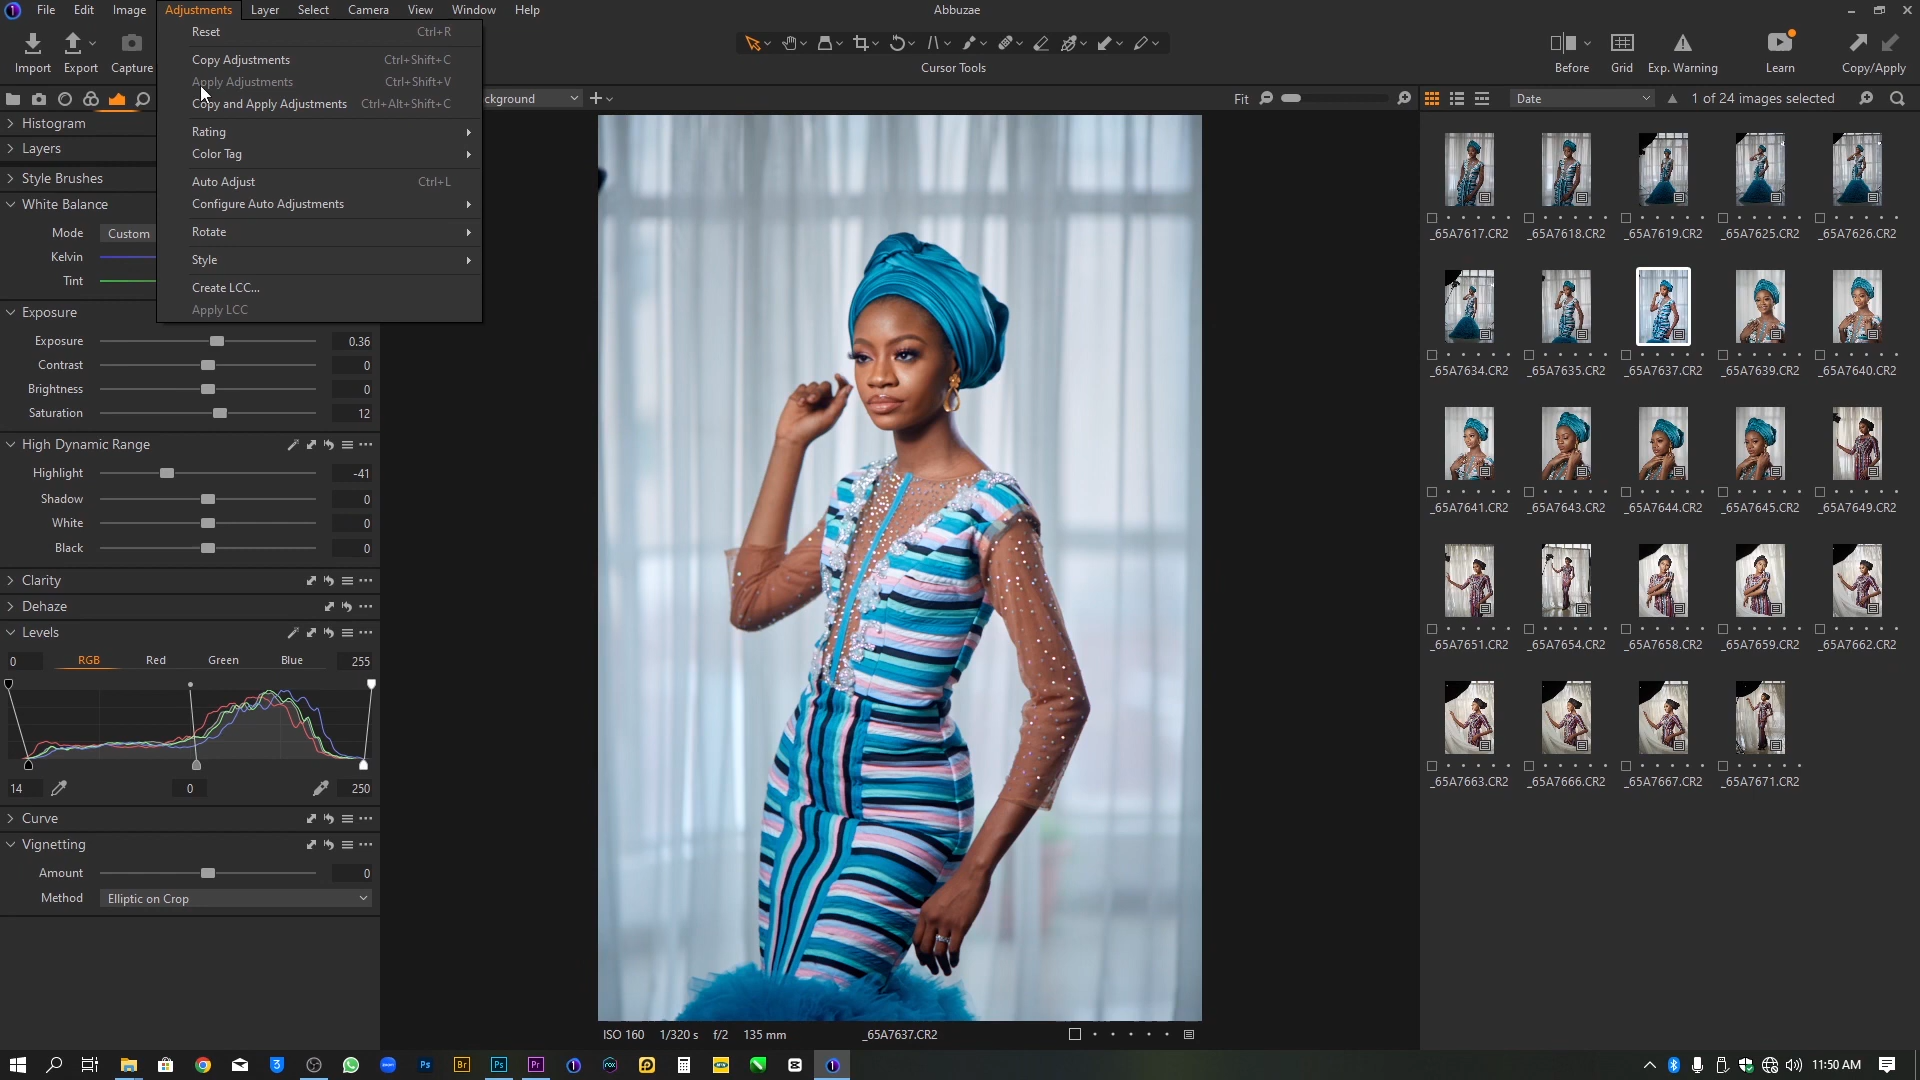 File Edit Image Adjustments Layer Select Camera View Window Help
Abbuzae
Import Export Capture
Cursor Tools
Before Grid Exp. Warning Learn Copy/Apply
Reset Ctrl+R
Copy Adjustments Ctrl+Shift+C
Apply Adjustments Ctrl+Shift+V
Copy and Apply Adjustments Ctrl+Alt+Shift+C
Rating
Color Tag
Auto Adjust Ctrl+L
Configure Auto Adjustments
Rotate
Style
Create LCC...
Apply LCC
ckground
Fit
Date
1 of 24 images selected
Histogram
Layers
Style Brushes
White Balance
Mode Custom
Kelvin
Tint
Exposure
Exposure 0.36
Contrast 0
Brightness 0
Saturation 12
High Dynamic Range
Highlight -41
Shadow 0
White 0
Black 0
Clarity
Dehaze
Levels
0 RGB Red Green Blue 255
14 0 250
Curve
Vignetting
Amount 0
Method Elliptic on Crop
ISO 160 1/320 s f/2 135 mm _65A7637.CR2
_65A7617.CR2 _65A7618.CR2 _65A7619.CR2 _65A7625.CR2 _65A7626.CR2
_65A7634.CR2 _65A7635.CR2 _65A7637.CR2 _65A7639.CR2 _65A7640.CR2
_65A7641.CR2 _65A7643.CR2 _65A7644.CR2 _65A7645.CR2 _65A7649.CR2
_65A7651.CR2 _65A7654.CR2 _65A7658.CR2 _65A7659.CR2 _65A7662.CR2
_65A7663.CR2 _65A7666.CR2 _65A7667.CR2 _65A7671.CR2
Ps Br Ps Pr
11:50 AM